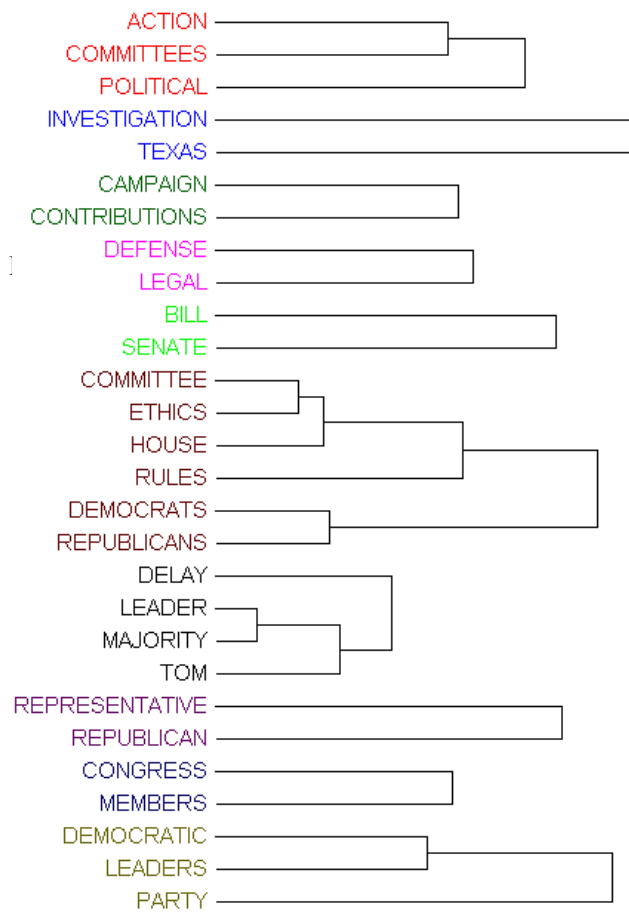 ACTION
COMMITTEES
POLITICAL
INVESTIGATION
TEXAS
CAMPAIGN
CONTRIBUTIONS
DEFENSE
LEGAL
BILL
SENATE
COMMITTEE
ETHICS
HOUSE
RULES
DEMOCRATS
REPUBLICANS
DELAY
LEADER
MAJORITY
TOM
REPRESENTATIVE
REPUBLICAN
CONGRESS
MEMBERS
DEMOCRATIC
LEADERS
PARTY